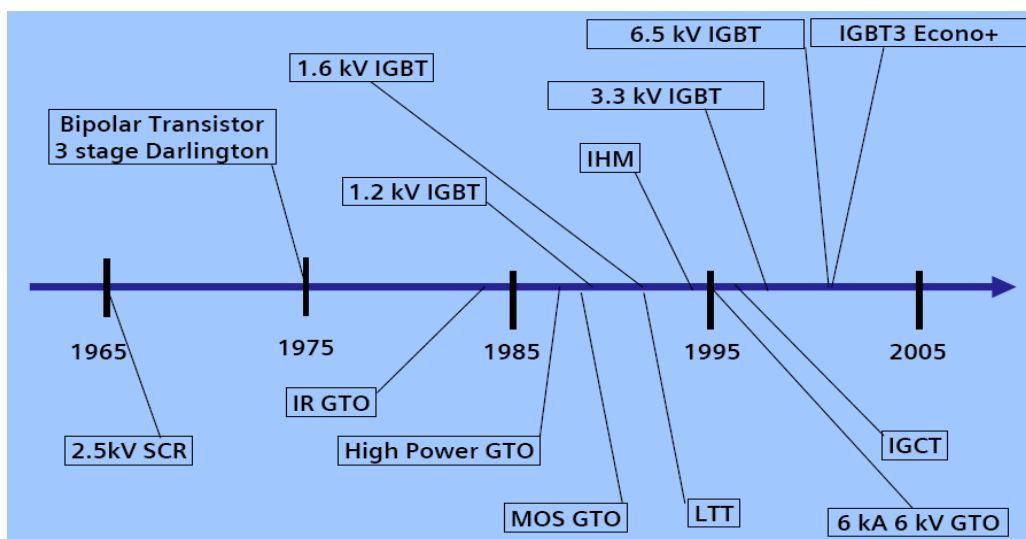 6.5 kV IGBT
IGBT3 Econo+
1.6 kV IGBT
3.3 kV IGBT
Bipolar Transistor
3 stage Darlington
IHM
1.2 kV IGBT
1965
1975
1985
1995
2005
IR GTO
2.5kV SCR
High Power GTO
IGCT
MOS GTO
LTT
6 kA 6 kV GTO